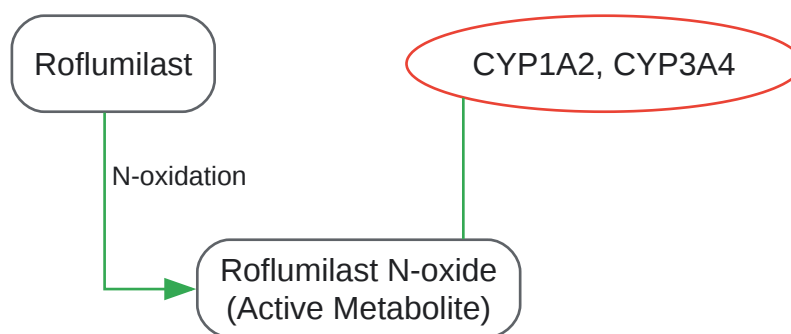 Roflumilast
CYP1A2, CYP3A4
N-oxidation
Roflumilast N-oxide
(Active Metabolite)